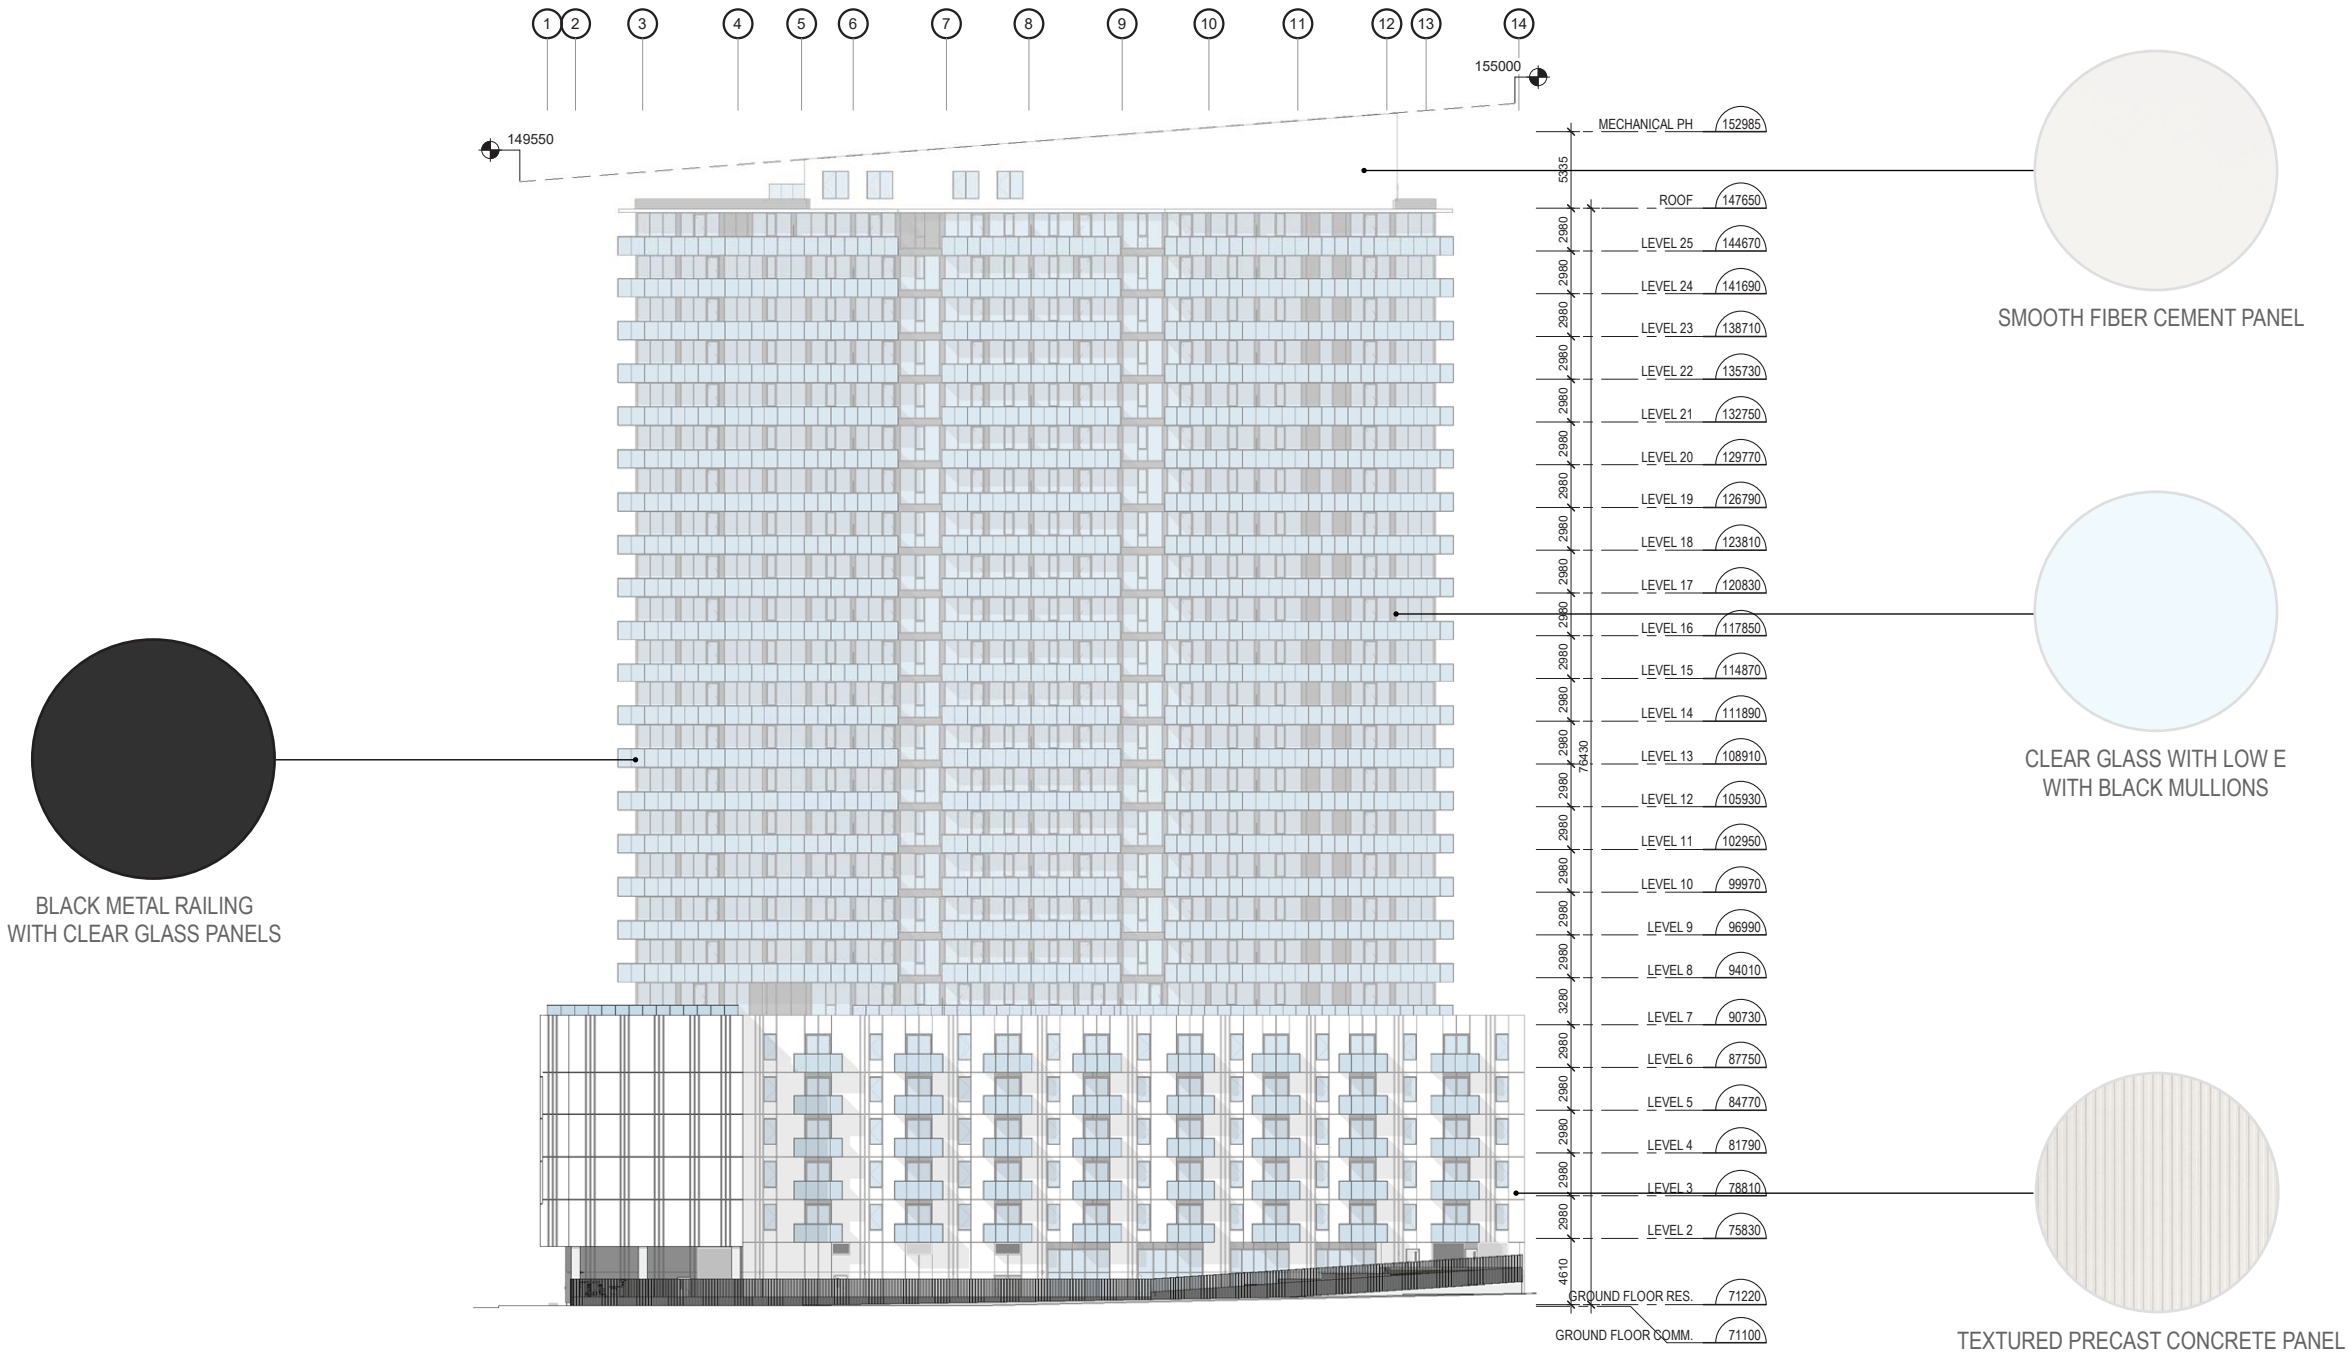 1 2 3 4 5 6 7 8 9 10 11 12 13 14
155000
149550
MECHANICAL PH 152985
5335
ROOF 147650
2980
LEVEL 25 144670
2980
LEVEL 24 141690
2980
LEVEL 23 138710
2980
LEVEL 22 135730
2980
LEVEL 21 132750
2980
LEVEL 20 129770
2980
LEVEL 19 126790
2980
LEVEL 18 123810
2980
LEVEL 17 120830
2980
LEVEL 16 117850
2980
LEVEL 15 114870
2980
LEVEL 14 111890
2980
76430
LEVEL 13 108910
2980
LEVEL 12 105930
2980
LEVEL 11 102950
2980
LEVEL 10 99970
2980
LEVEL 9 96990
2980
LEVEL 8 94010
3280
LEVEL 7 90730
2980
LEVEL 6 87750
2980
LEVEL 5 84770
2980
LEVEL 4 81790
2980
LEVEL 3 78810
2980
LEVEL 2 75830
4610
GROUND FLOOR RES. 71220
GROUND FLOOR COMM. 71100
SMOOTH FIBER CEMENT PANEL
CLEAR GLASS WITH LOW E
WITH BLACK MULLIONS
BLACK METAL RAILING
WITH CLEAR GLASS PANELS
TEXTURED PRECAST CONCRETE PANEL